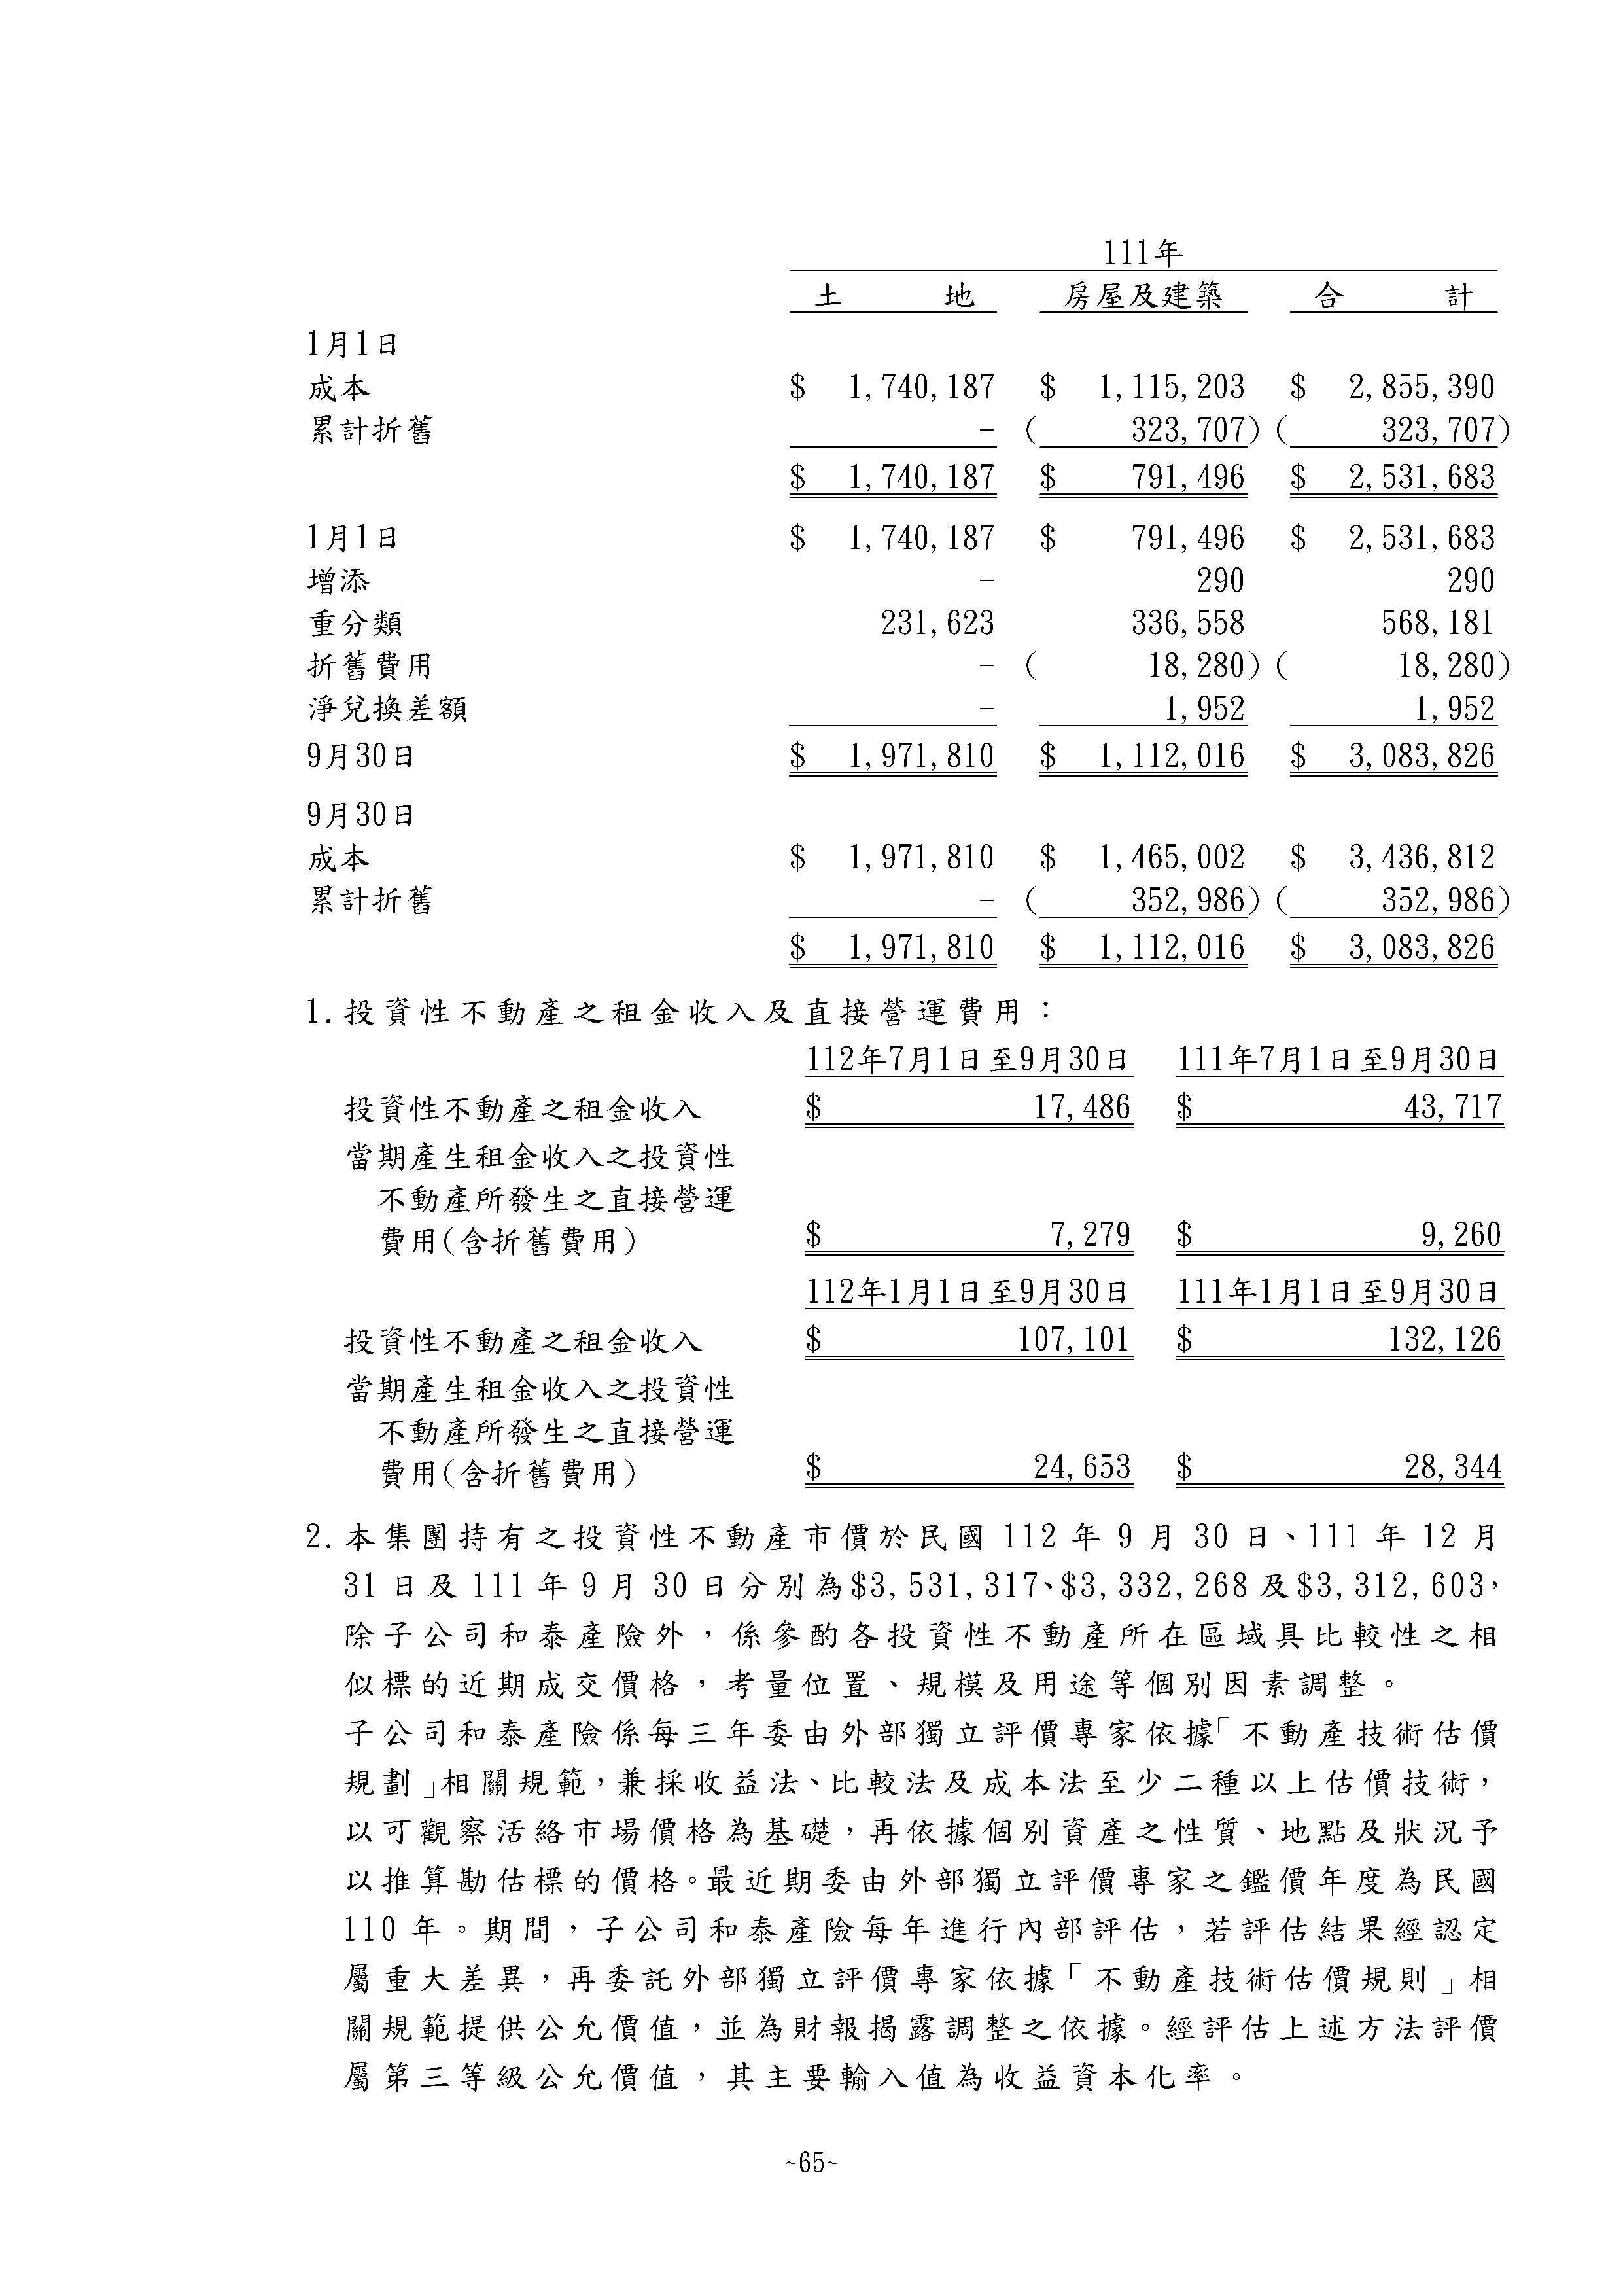 111年
土 地 房屋及建築 合 計
1月1日
成本 $ 1,740,187 $ 1,115,203 $ 2,855,390
累計折舊 - ( 323,707) ( 323,707)
$ 1,740,187 $ 791,496 $ 2,531,683
1月1日 $ 1,740,187 $ 791,496 $ 2,531,683
增添 - 290 290
重分類 231,623 336,558 568,181
折舊費用 - ( 18,280) ( 18,280)
淨兌換差額 - 1,952 1,952
9月30日 $ 1,971,810 $ 1,112,016 $ 3,083,826
9月30日
成本 $ 1,971,810 $ 1,465,002 $ 3,436,812
累計折舊 - ( 352,986) ( 352,986)
$ 1,971,810 $ 1,112,016 $ 3,083,826
1.投資性不動產之租金收入及直接營運費用：
112年7月1日至9月30日 111年7月1日至9月30日
投資性不動產之租金收入 $ 17,486 $ 43,717
當期產生租金收入之投資性
不動產所發生之直接營運
費用(含折舊費用) $ 7,279 $ 9,260
112年1月1日至9月30日 111年1月1日至9月30日
投資性不動產之租金收入 $ 107,101 $ 132,126
當期產生租金收入之投資性
不動產所發生之直接營運
費用(含折舊費用) $ 24,653 $ 28,344
2.本集團持有之投資性不動產市價於民國 112 年 9 月 30 日、111 年 12 月
31 日及 111 年 9 月 30 日分別為$3,531,317、$3,332,268 及$3,312,603，
除子公司和泰產險外，係參酌各投資性不動產所在區域具比較性之相
似標的近期成交價格，考量位置、規模及用途等個別因素調整。
子公司和泰產險係每三年委由外部獨立評價專家依據「不動產技術估價
規劃」相關規範，兼採收益法、比較法及成本法至少二種以上估價技術，
以可觀察活絡市場價格為基礎，再依據個別資產之性質、地點及狀況予
以推算勘估標的價格。最近期委由外部獨立評價專家之鑑價年度為民國
110 年。期間，子公司和泰產險每年進行內部評估，若評估結果經認定
屬重大差異，再委託外部獨立評價專家依據「不動產技術估價規則」相
關規範提供公允價值，並為財報揭露調整之依據。經評估上述方法評價
屬第三等級公允價值，其主要輸入值為收益資本化率。
~65~